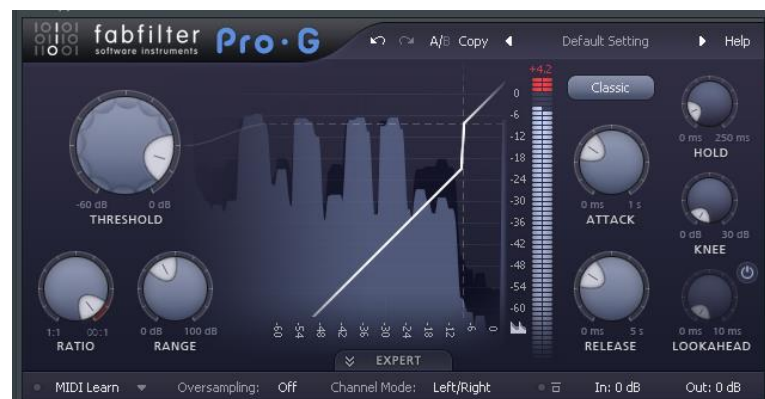 fabfilter
software instruments
Pro·G
A/B Copy
Default Setting
Help
+4.2
0
-6
-12
-18
-24
-30
-36
-42
-48
-54
-60
-60 -54 -48 -42 -36 -30 -24 -18 -12 -6 0
-60 dB 0 dB
THRESHOLD
1:1 ∞:1
RATIO
0 dB 100 dB
RANGE
Classic
0 ms 1 s
ATTACK
0 ms 5 s
RELEASE
0 ms 250 ms
HOLD
0 dB 30 dB
KNEE
0 ms 10 ms
LOOKAHEAD
EXPERT
MIDI Learn Oversampling: Off Channel Mode: Left/Right In: 0 dB Out: 0 dB